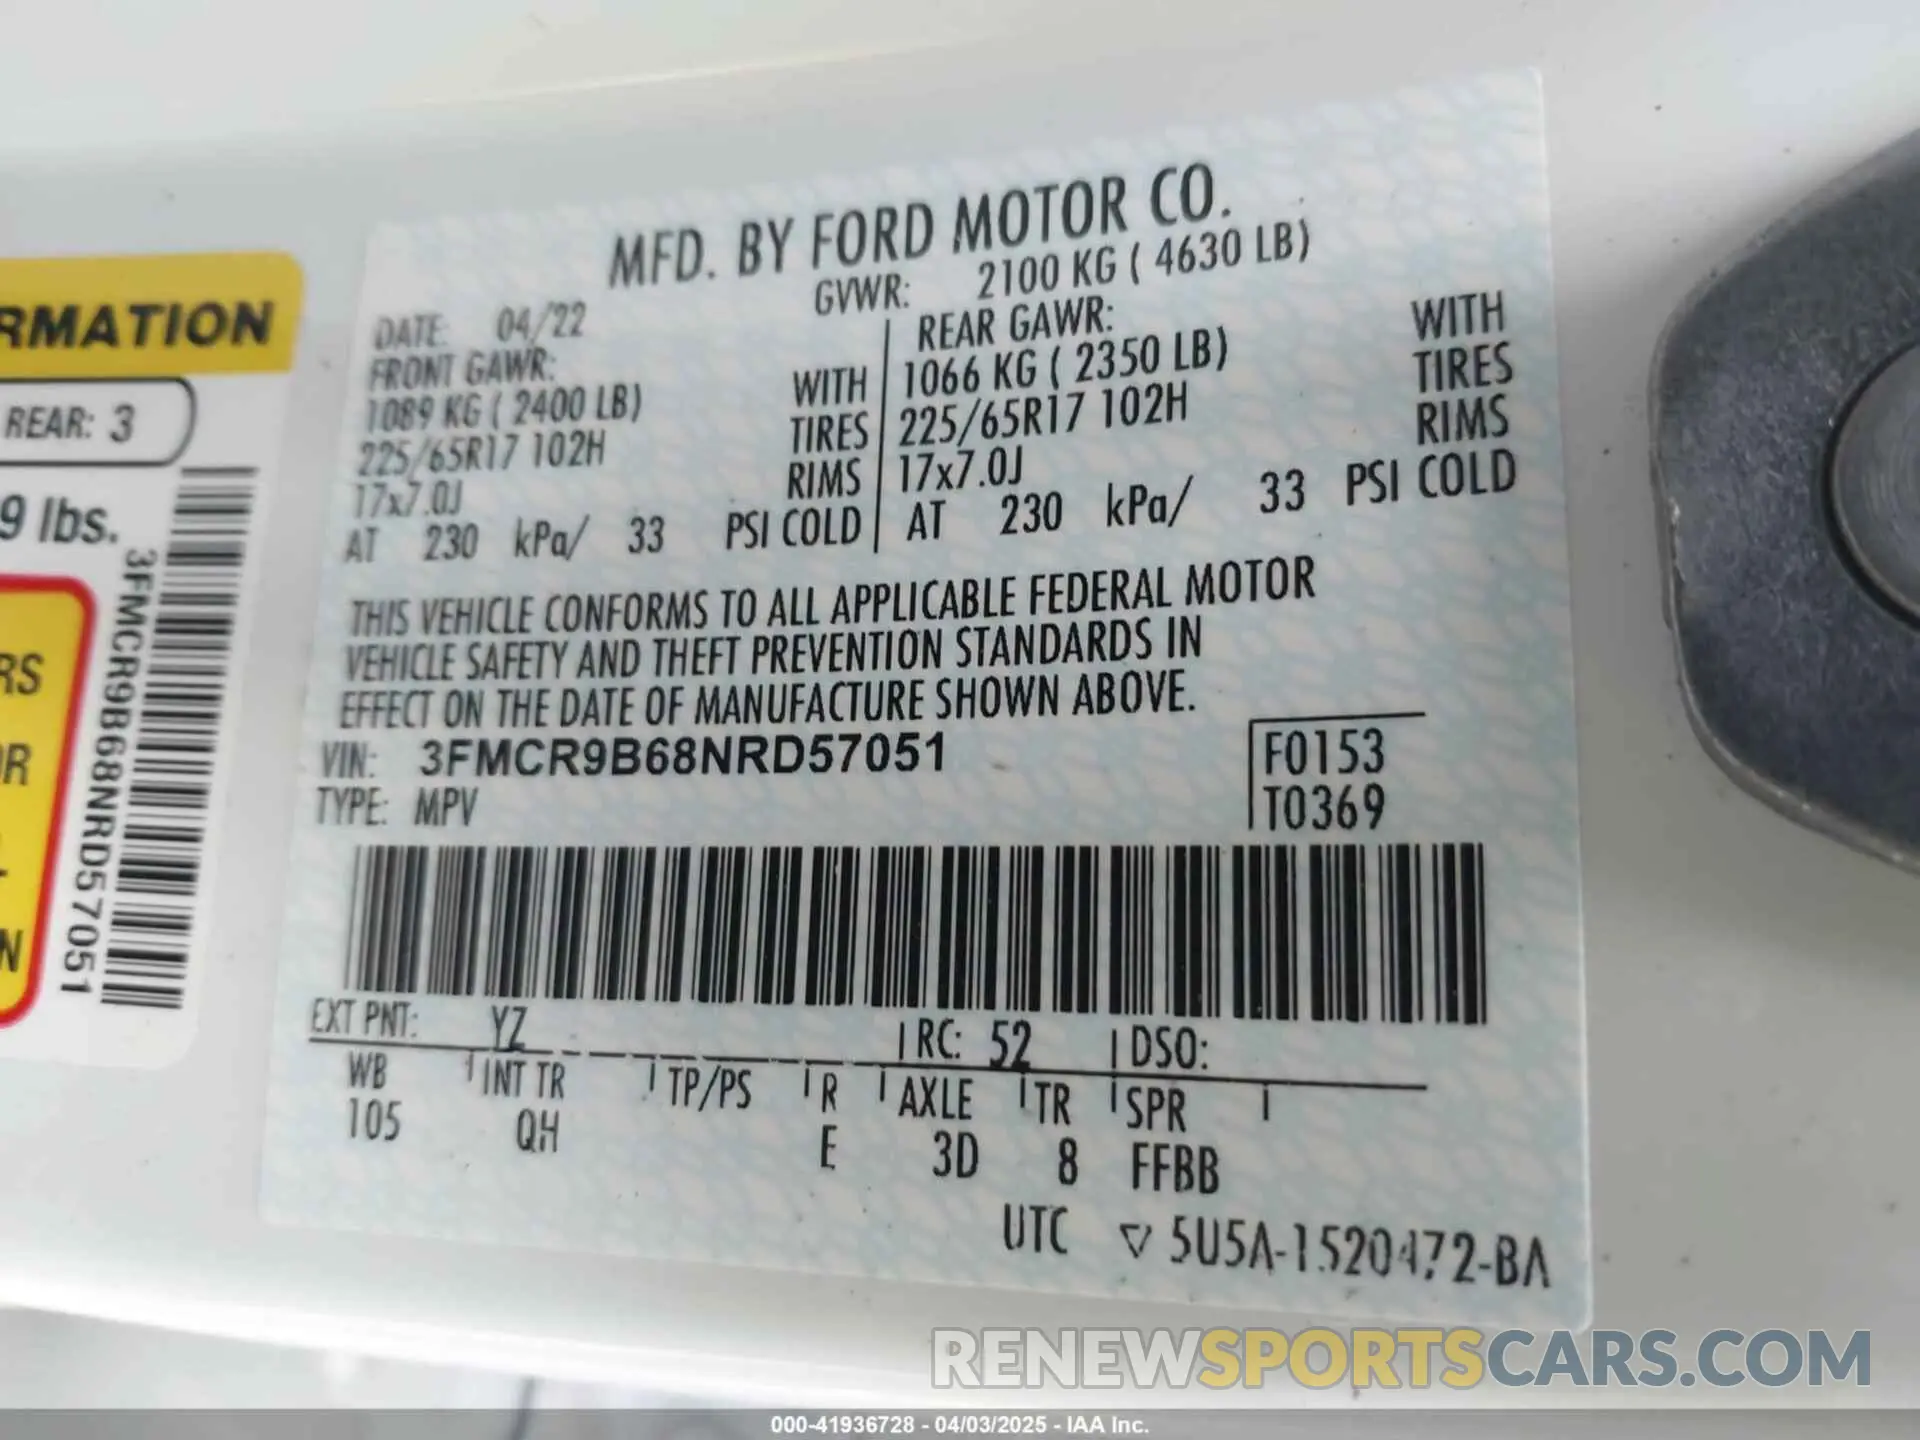 RMATION
REAR: 3
9 lbs.
RS
OR
N
3FMCR9B68NRD57051
MFD. BY FORD MOTOR CO.
DATE: 04/22 GVWR: 2100 KG ( 4630 LB)
FRONT GAWR: REAR GAWR:
1089 KG ( 2400 LB) WITH 1066 KG ( 2350 LB) WITH
225/65R17 102H TIRES 225/65R17 102H TIRES
17x7.0J RIMS 17x7.0J RIMS
AT 230 kPa/ 33 PSI COLD AT 230 kPa/ 33 PSI COLD
THIS VEHICLE CONFORMS TO ALL APPLICABLE FEDERAL MOTOR
VEHICLE SAFETY AND THEFT PREVENTION STANDARDS IN
EFFECT ON THE DATE OF MANUFACTURE SHOWN ABOVE.
VIN: 3FMCR9B68NRD57051 F0153
TYPE: MPV T0369
EXT PNT: YZ RC: 52 DSO:
WB INT TR TP/PS R AXLE TR SPR
105 QH E 3D 8 FFBB
UTC ▽ 5U5A-1520472-BA
RENEWSPORTSCARS.COM
000-41936728 - 04/03/2025 - IAA Inc.